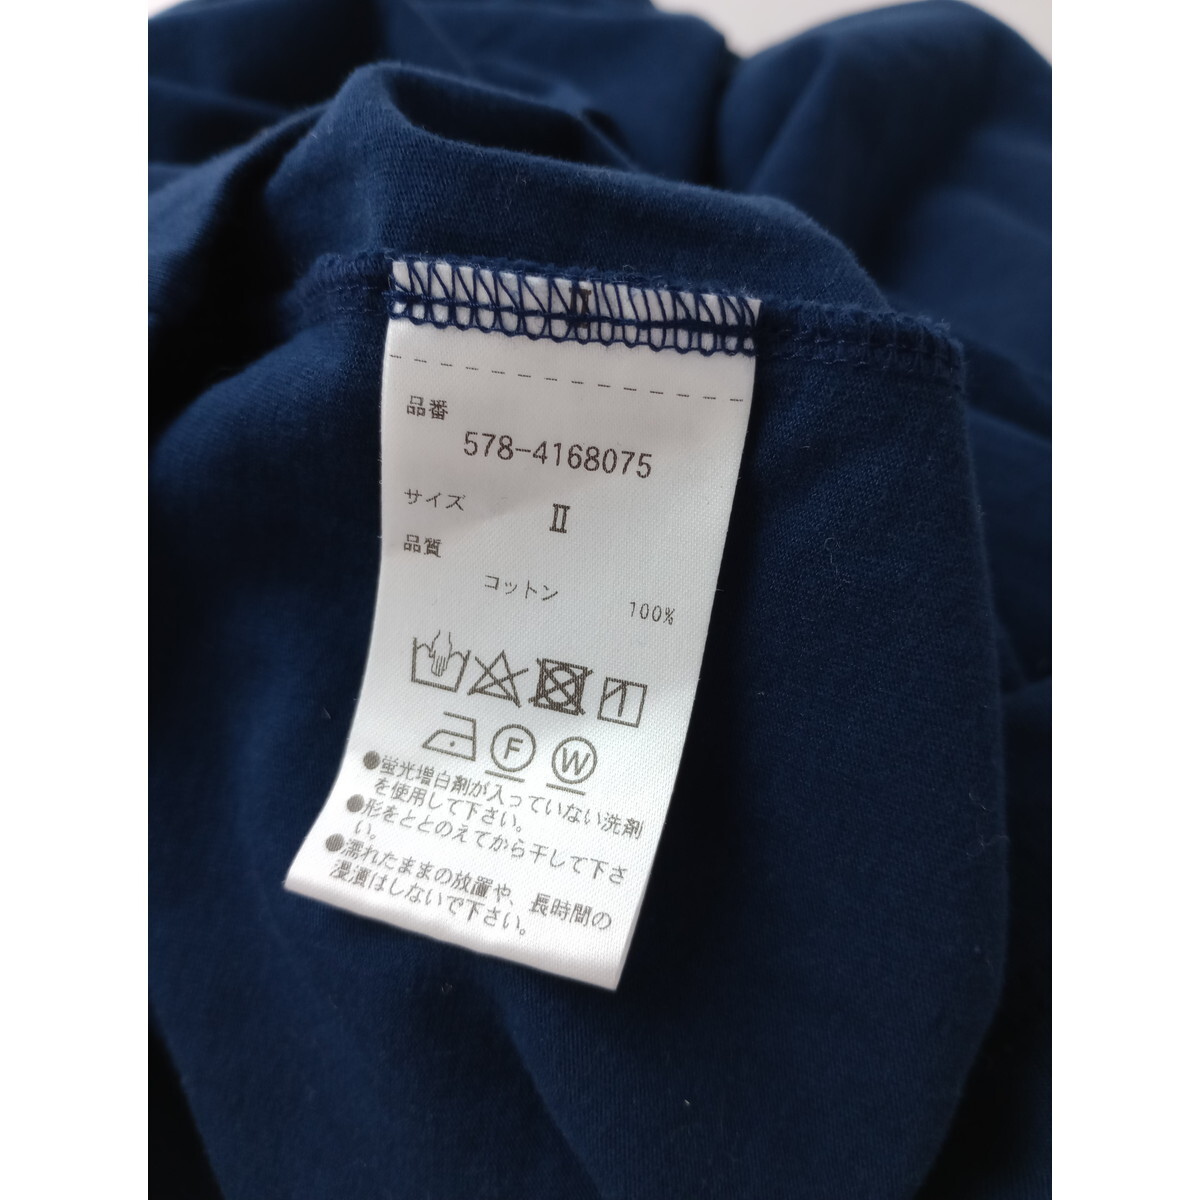 II
品番
578-4168075
サイズ
II
品質
コットン 100%
F W
●蛍光増白剤が入っていない洗剤
を使用して下さい。
●形をととのえてから干して下さ
い。
●濡れたままの放置や、長時間の
浸漬はしないで下さい。